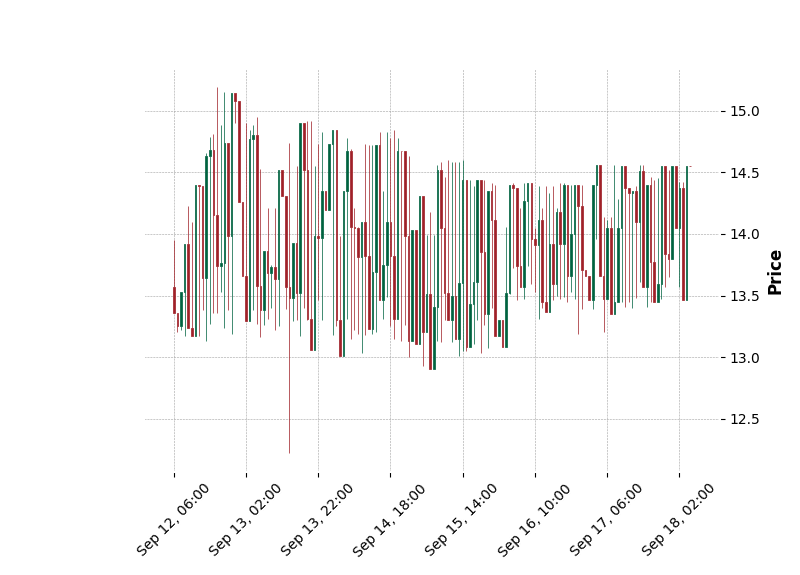 15.0
14.5
14.0
13.5
13.0
12.5
Price
Sep 12, 06:00
Sep 13, 02:00
Sep 13, 22:00
Sep 14, 18:00
Sep 15, 14:00
Sep 16, 10:00
Sep 17, 06:00
Sep 18, 02:00